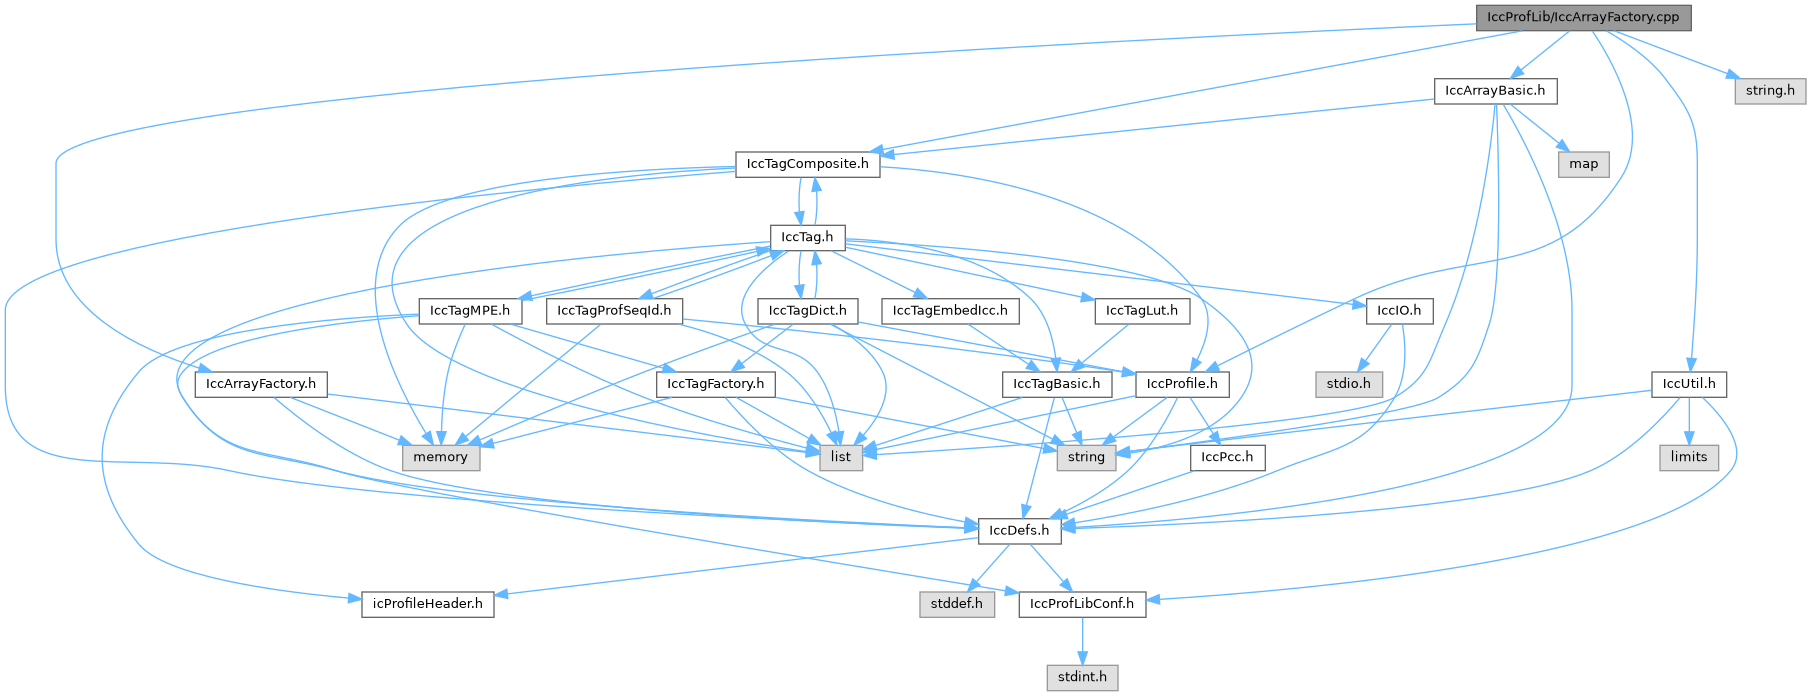 IccProfLib/IccArrayFactory.cpp
IccArrayBasic.h
string.h
IccTagComposite.h
map
IccTag.h
IccTagMPE.h
IccTagProfSeqId.h
IccTagDict.h
IccTagEmbedIcc.h
IccTagLut.h
IccIO.h
IccArrayFactory.h
IccTagFactory.h
IccTagBasic.h
IccProfile.h
stdio.h
IccUtil.h
memory
list
string
IccPcc.h
limits
IccDefs.h
icProfileHeader.h
stddef.h
IccProfLibConf.h
stdint.h